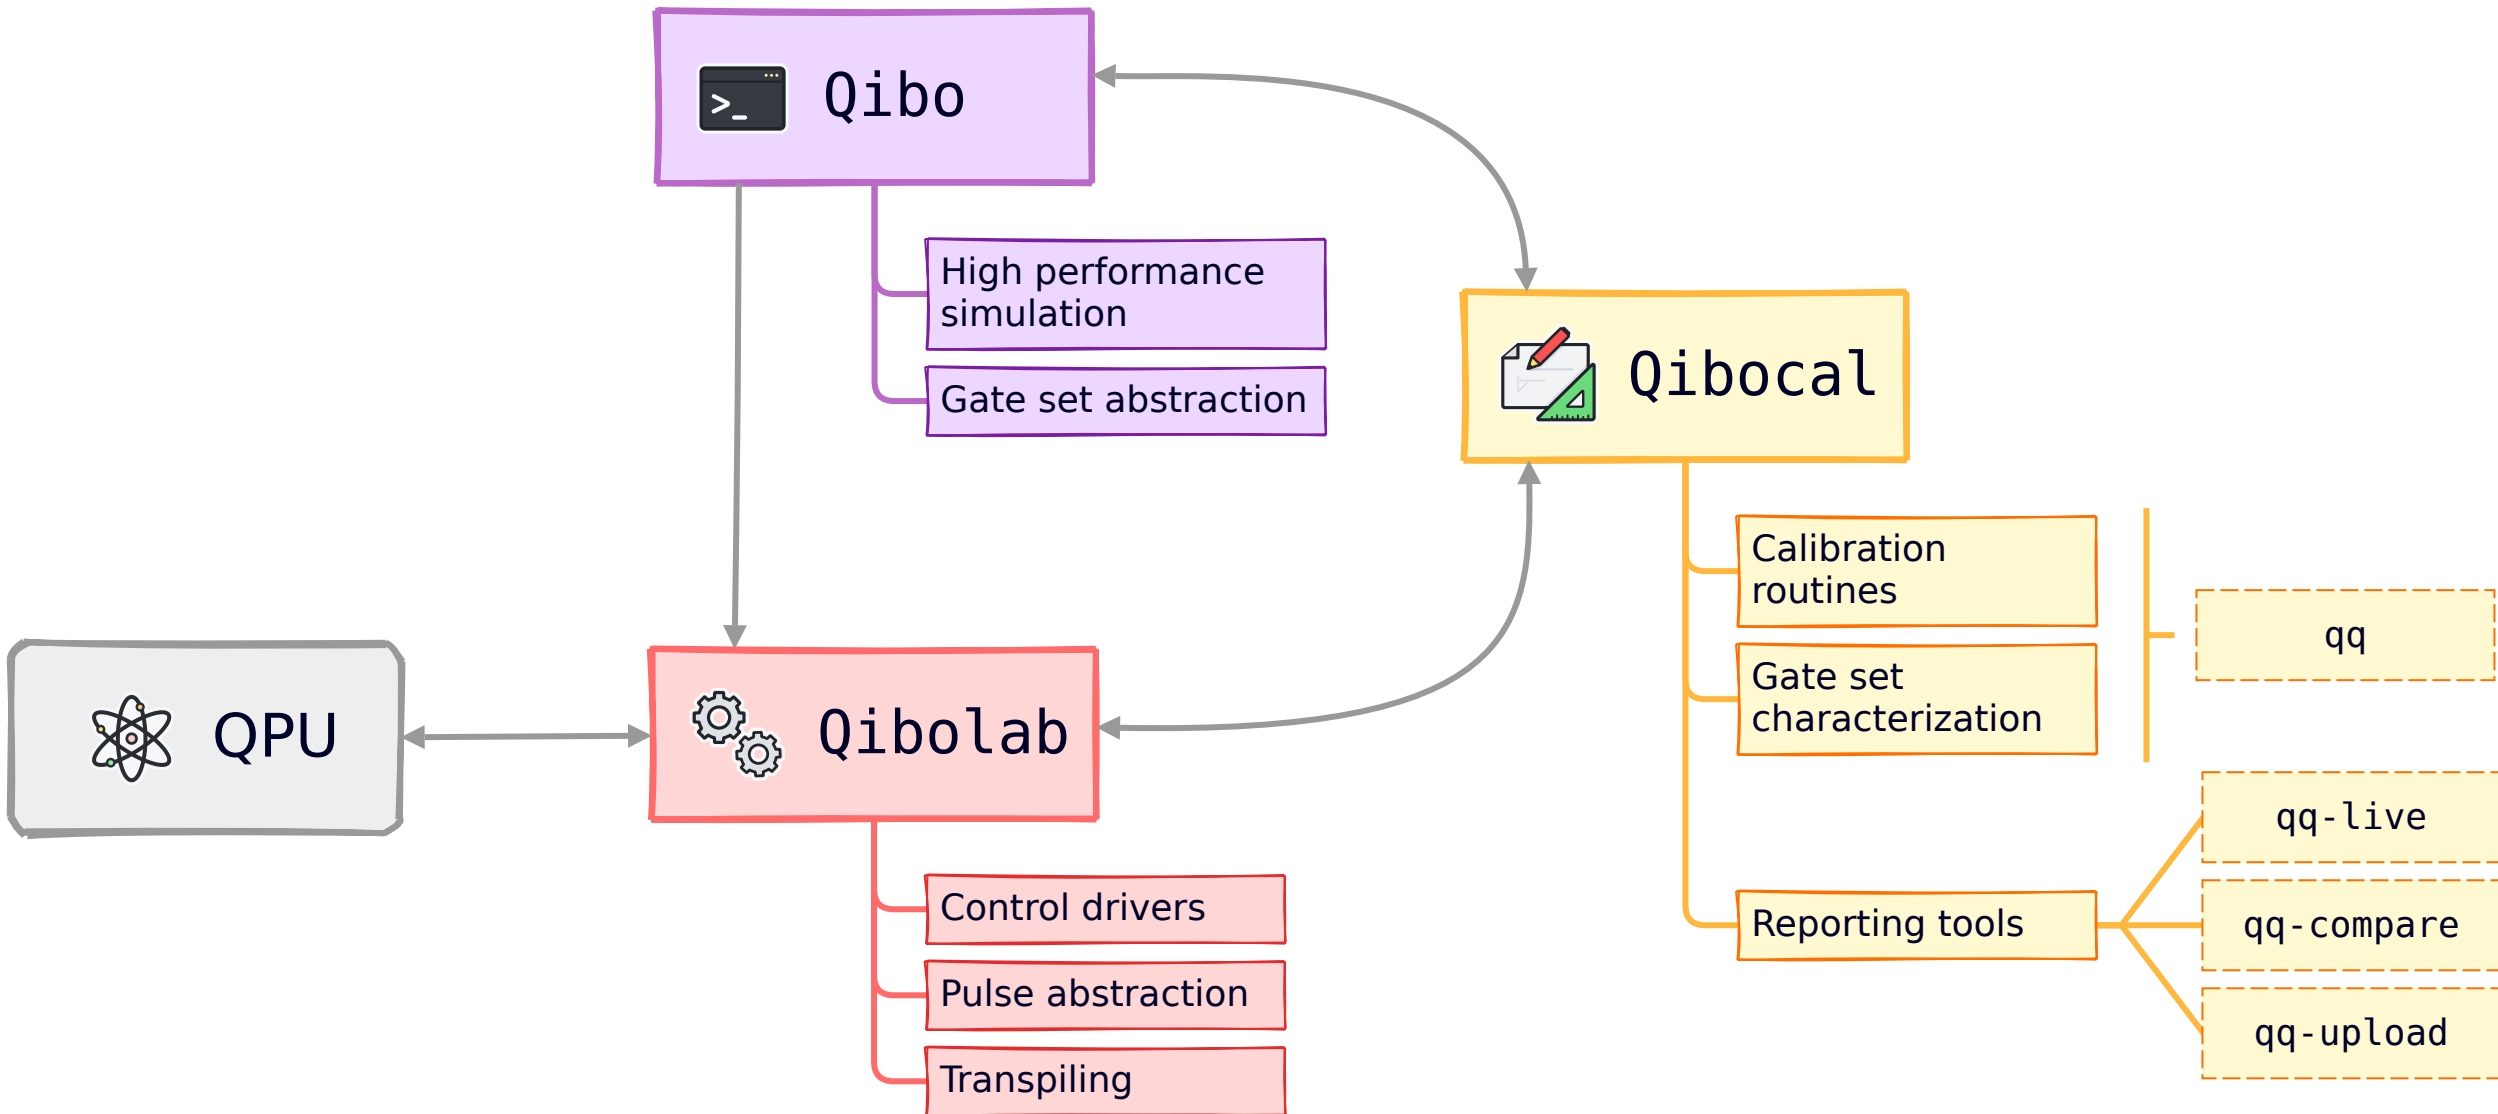 >_
Qibo
High performance
simulation
Gate set abstraction
Qibocal
Calibration
routines
Gate set
characterization
qq
Reporting tools
qq-live
qq-compare
qq-upload
QPU
Qibolab
Control drivers
Pulse abstraction
Transpiling